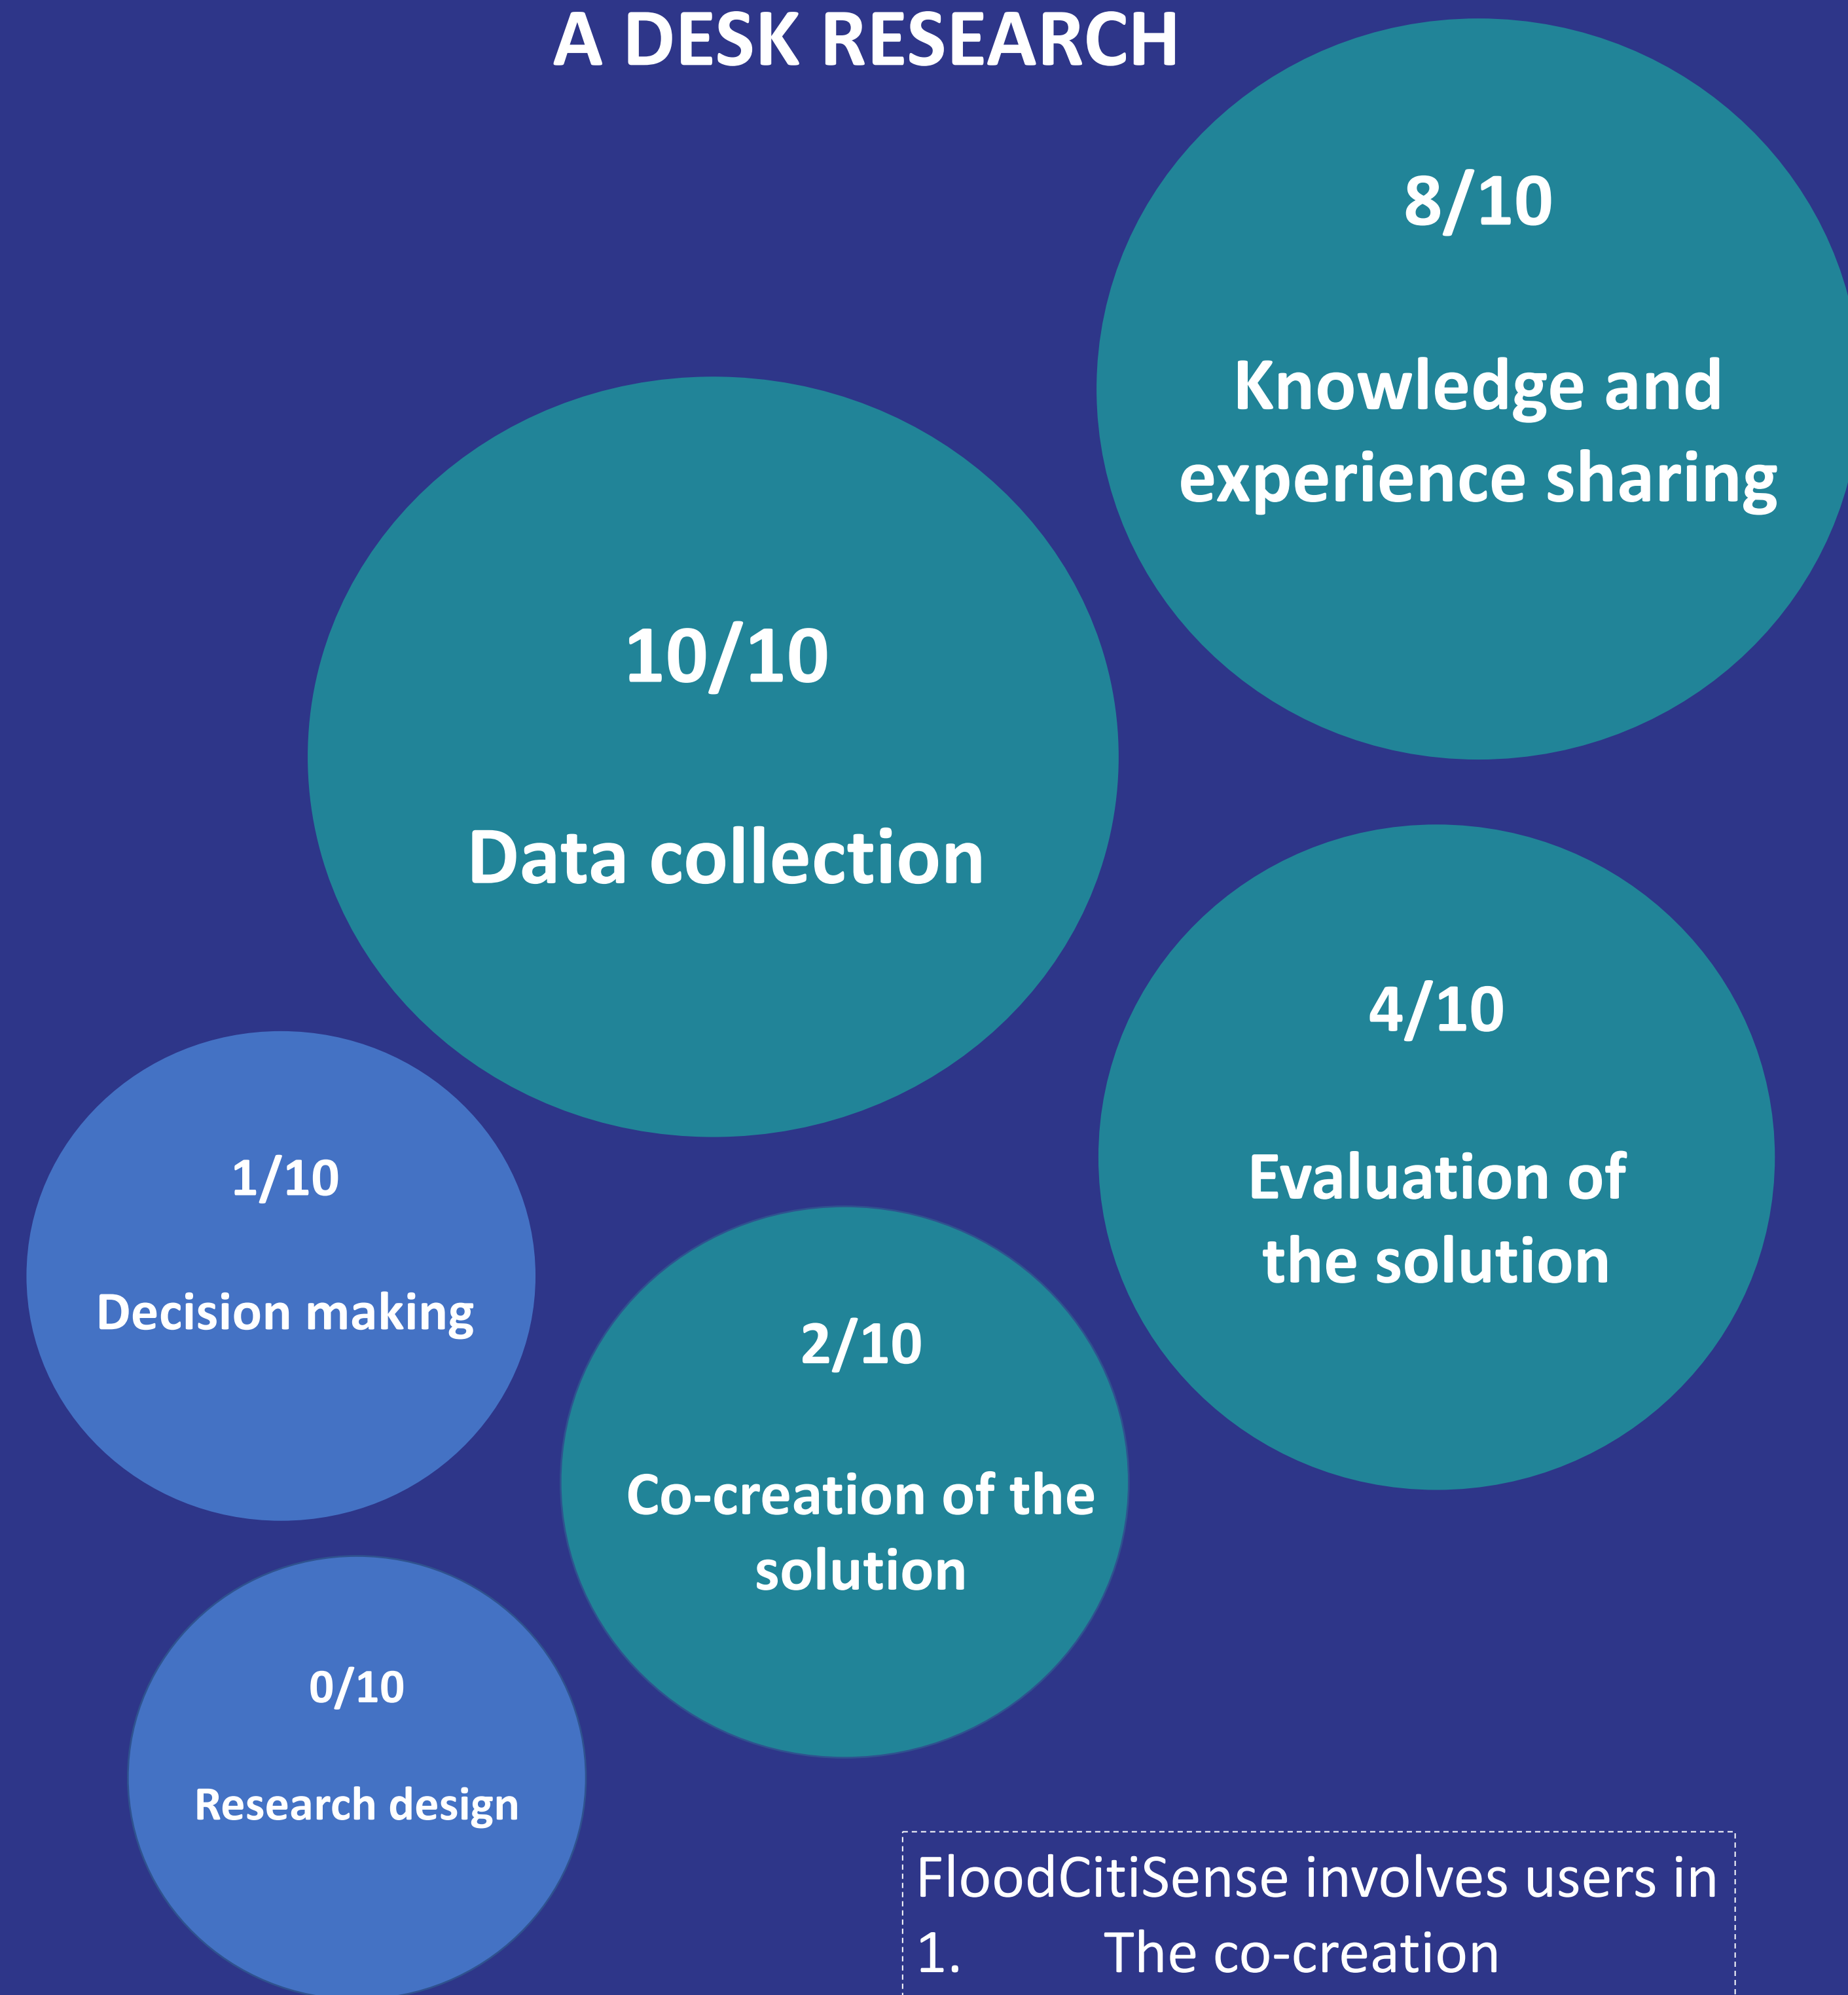 A DESK RESEARCH
8/10
Knowledge and
experience sharing
10/10
Data collection
4/10
Evaluation of
the solution
1/10
Decision making
2/10
Co-creation of the
solution
0/10
Research design
FloodCitiSense involves users in
1. The co-creation